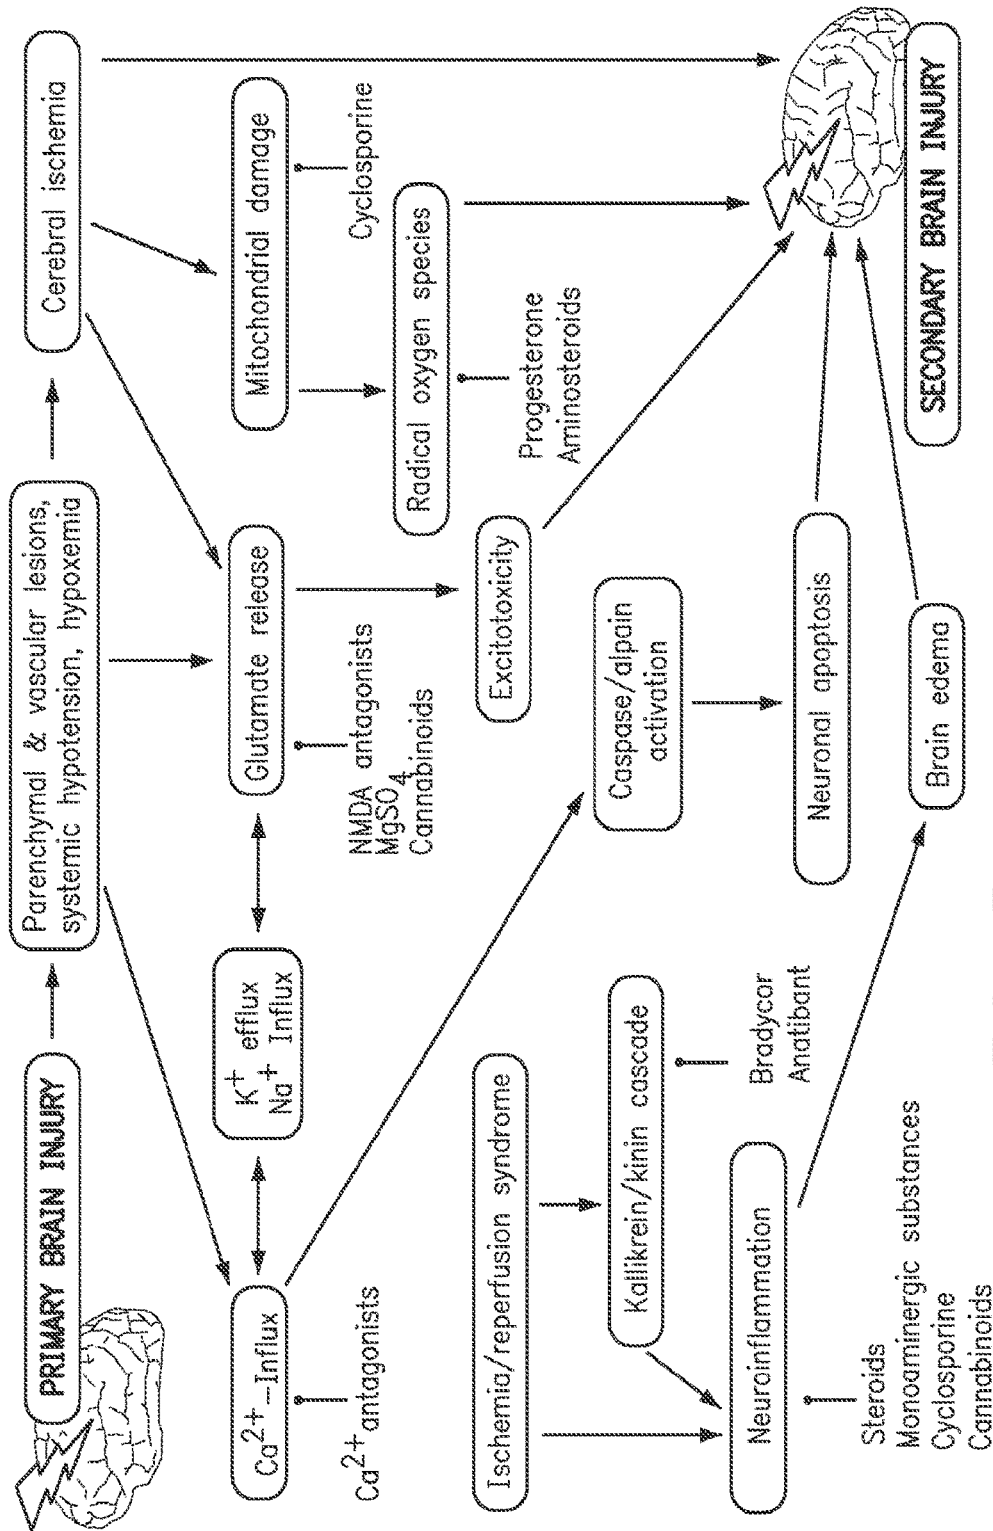 PRIMARY BRAIN INJURY
Parenchymal & vascular lesions,
systemic hypotension, hypoxemia
Cerebral ischemia
Ca2+–Influx
K+ efflux
Na+ Influx
Glutamate release
Mitochondrial damage
Ca2+ antagonists
NMDA antagonists
MgSO4
Cannabinoids
Cyclosporine
Radical oxygen species
Ischemia/reperfusion syndrome
Excitotoxicity
Progesterone
Aminosteroids
Kallikrein/kinin cascade
Caspase/alpain
activation
Bradycor
Anatibant
Neuroinflammation
Neuronal apoptosis
Steroids
Monoaminergic substances
Cyclosporine
Cannabinoids
Brain edema
SECONDARY BRAIN INJURY